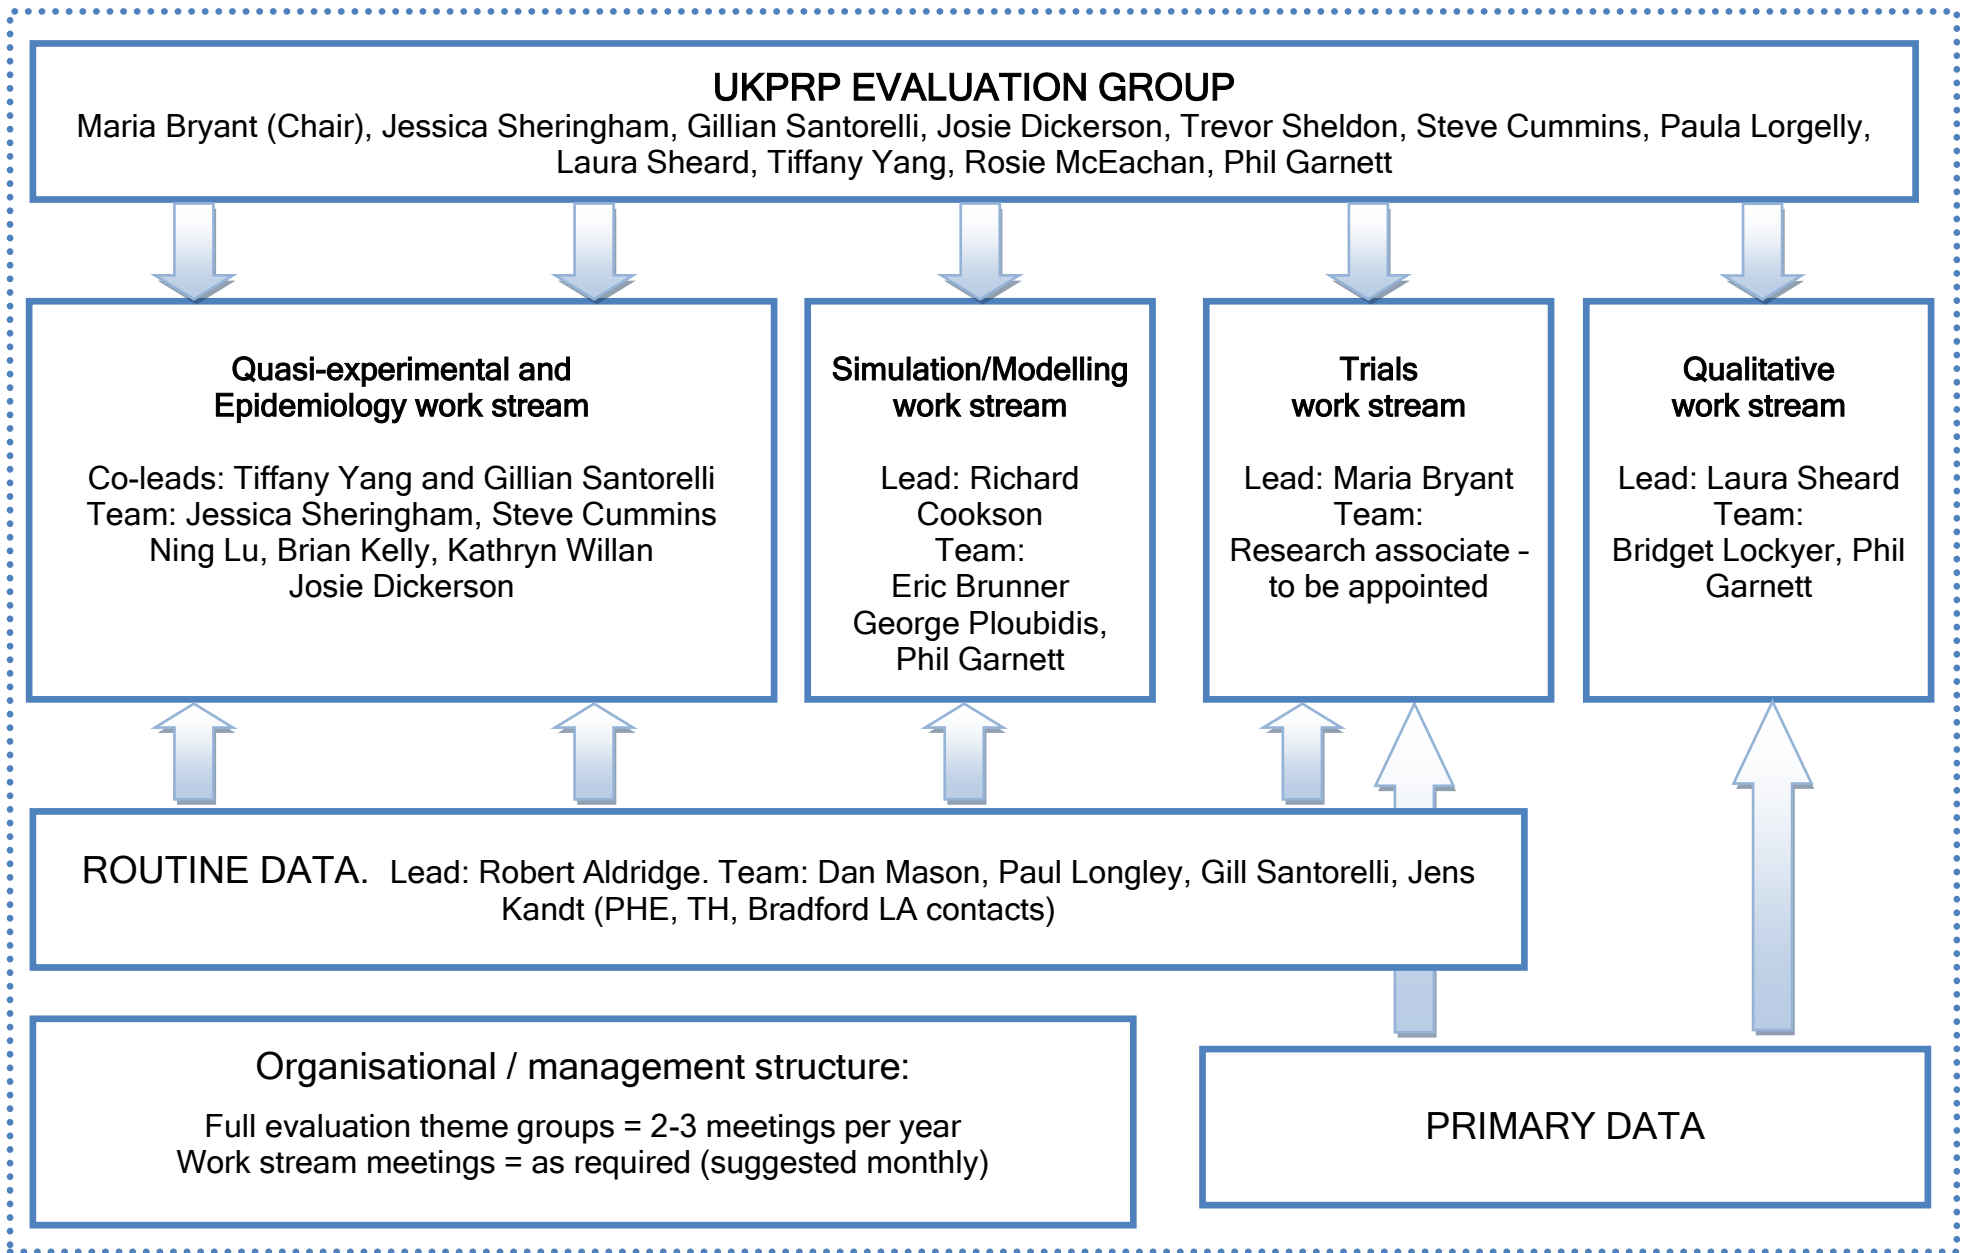 UKPRP EVALUATION GROUP
Maria Bryant (Chair), Jessica Sheringham, Gillian Santorelli, Josie Dickerson, Trevor Sheldon, Steve Cummins, Paula Lorgelly,
Laura Sheard, Tiffany Yang, Rosie McEachan, Phil Garnett
Quasi-experimental and
Epidemiology work stream
Co-leads: Tiffany Yang and Gillian Santorelli
Team: Jessica Sheringham, Steve Cummins
Ning Lu, Brian Kelly, Kathryn Willan
Josie Dickerson
Simulation/Modelling
work stream
Lead: Richard
Cookson
Team:
Eric Brunner
George Ploubidis,
Phil Garnett
Trials
work stream
Lead: Maria Bryant
Team:
Research associate –
to be appointed
Qualitative
work stream
Lead: Laura Sheard
Team:
Bridget Lockyer, Phil
Garnett
ROUTINE DATA. Lead: Robert Aldridge. Team: Dan Mason, Paul Longley, Gill Santorelli, Jens
Kandt (PHE, TH, Bradford LA contacts)
Organisational / management structure:
Full evaluation theme groups = 2-3 meetings per year
Work stream meetings = as required (suggested monthly)
PRIMARY DATA